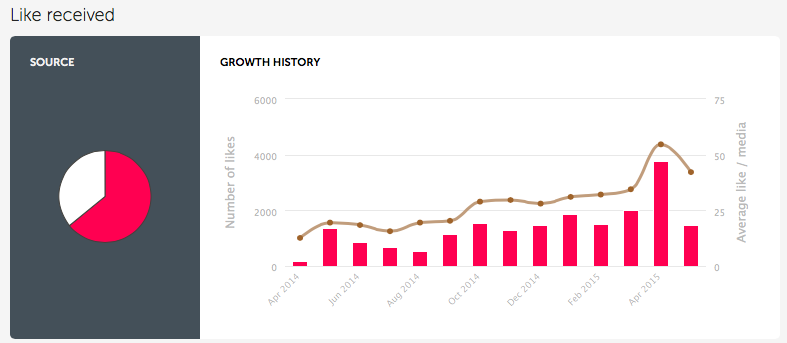 Like received
SOURCE
GROWTH HISTORY
6000
75
4000
50
2000
25
0
0
Number of likes
Average like / media
Apr 2014
Jun 2014
Aug 2014
Oct 2014
Dec 2014
Feb 2015
Apr 2015